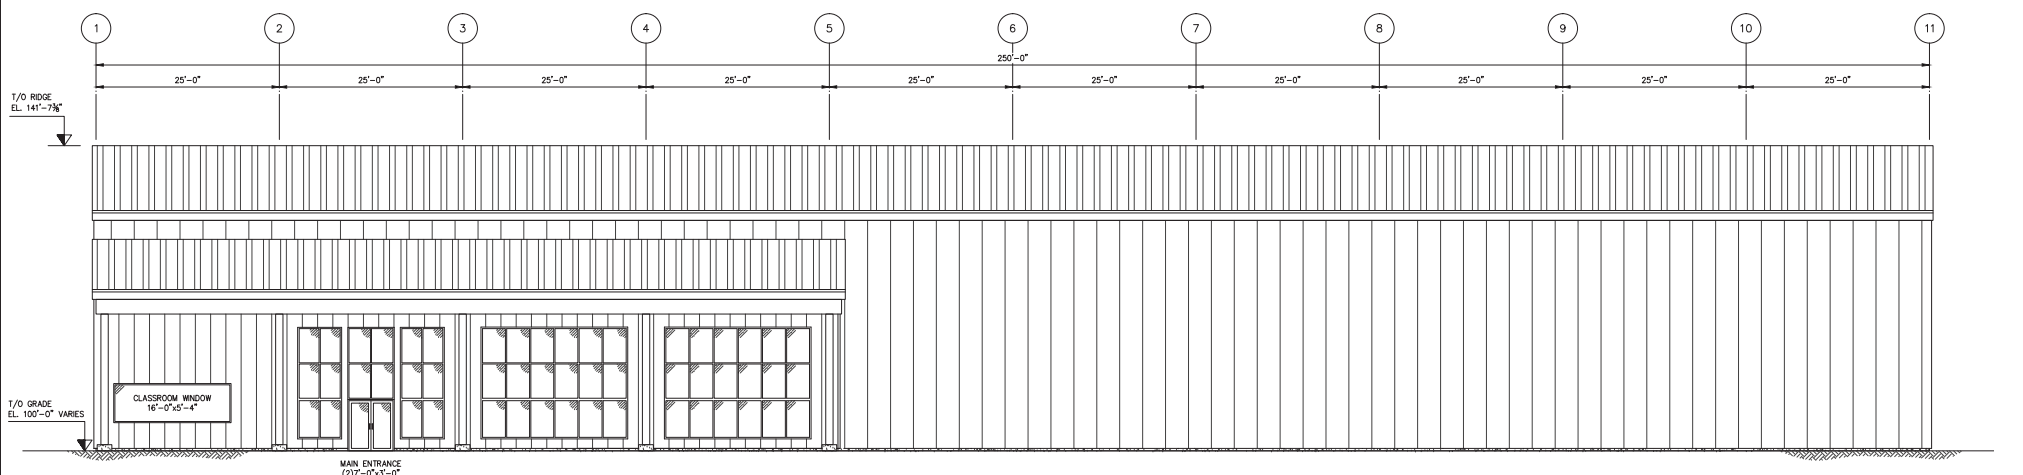 1 2 3 4 5 6 7 8 9 10 11
250'-0"
25'-0" 25'-0" 25'-0" 25'-0" 25'-0" 25'-0" 25'-0" 25'-0" 25'-0" 25'-0"
T/O RIDGE
EL. 141'-7⅜"
CLASSROOM WINDOW
16'-0"x5'-4"
T/O GRADE
EL. 100'-0" VARIES
MAIN ENTRANCE
(2)7'-0"x3'-0"